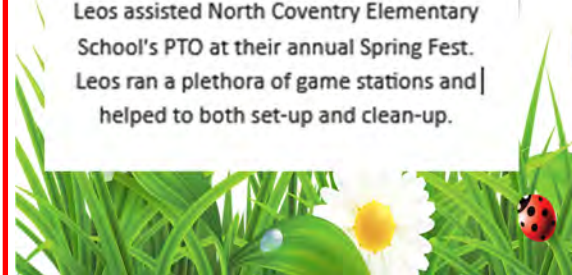 Leos assisted North Coventry Elementary
School's PTO at their annual Spring Fest.
Leos ran a plethora of game stations and
helped to both set-up and clean-up.